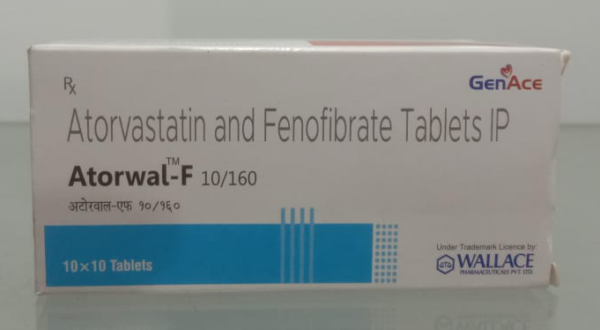 Rx
GenAce
Atorvastatin and Fenofibrate Tablets IP
Atorwal™-F 10/160
अटोरवाल-एफ १०/१६०
10×10 Tablets
Under Trademark Licence by:
WALLACE
PHARMACEUTICALS PVT. LTD.